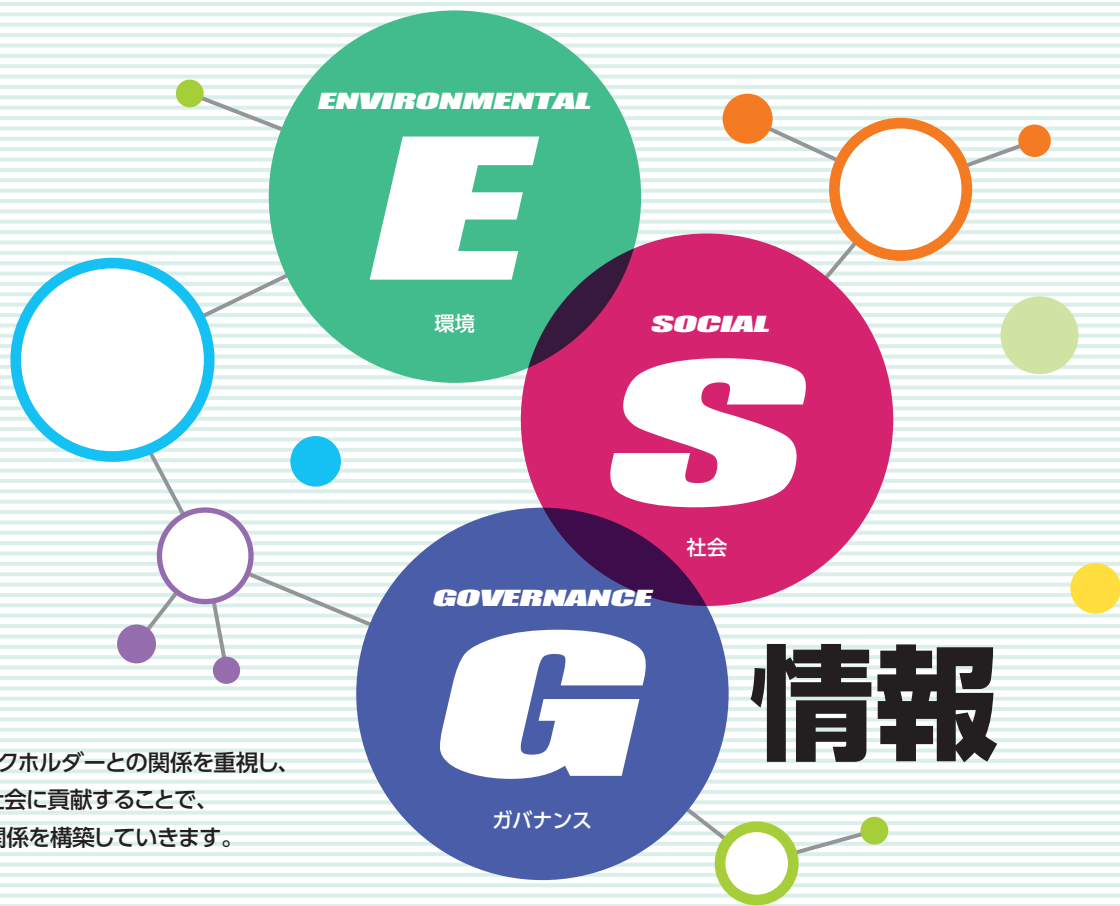 ENVIRONMENTAL
E
環境
SOCIAL
S
社会
GOVERNANCE
G
ガバナンス
情報
クホルダーとの関係を重視し、
社会に貢献することで、
関係を構築していきます。